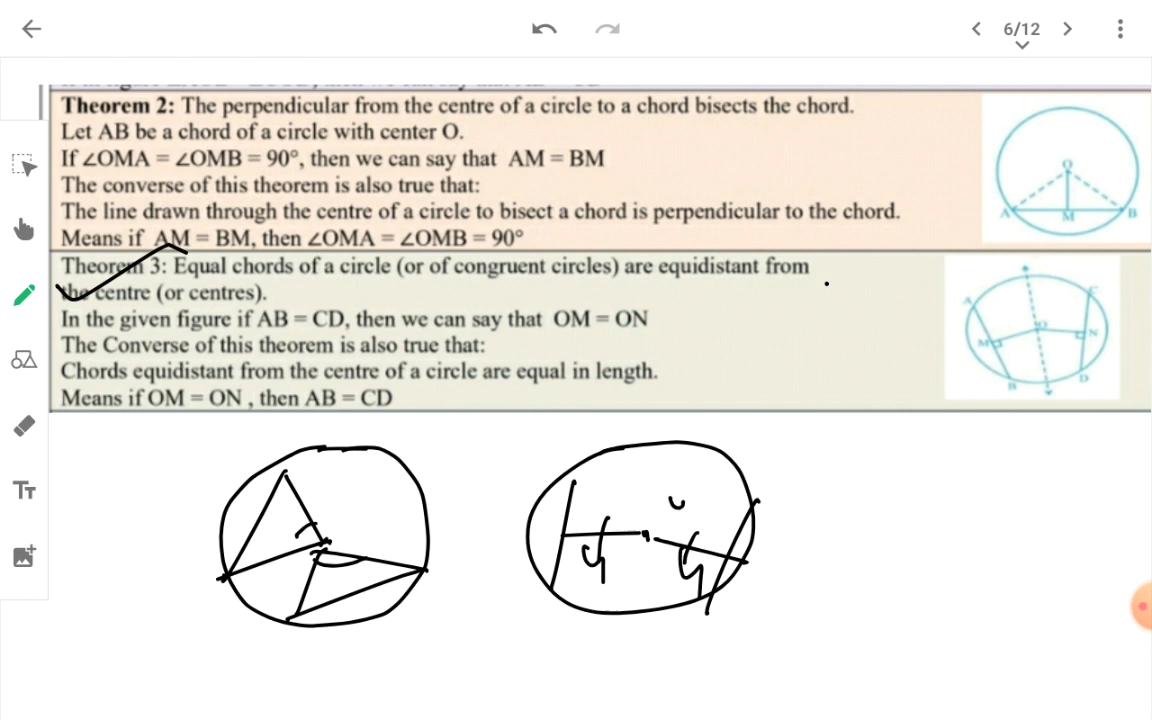 6/12
Theorem 2: The perpendicular from the centre of a circle to a chord bisects the chord.
Let AB be a chord of a circle with center O.
If ∠OMA = ∠OMB = 90°, then we can say that AM = BM
The converse of this theorem is also true that:
The line drawn through the centre of a circle to bisect a chord is perpendicular to the chord.
Means if AM = BM, then ∠OMA = ∠OMB = 90°
O
A M B
Theorem 3: Equal chords of a circle (or of congruent circles) are equidistant from
the centre (or centres).
In the given figure if AB = CD, then we can say that OM = ON
The Converse of this theorem is also true that:
Chords equidistant from the centre of a circle are equal in length.
Means if OM = ON , then AB = CD
A C
O
M N
B D
TT